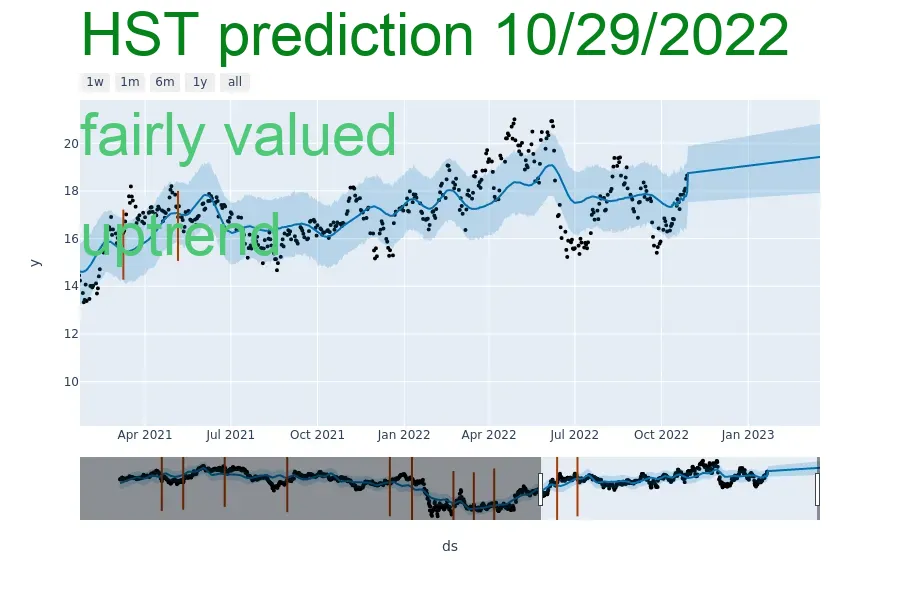 HST prediction 10/29/2022
1w 1m 6m 1y all
fairly valued
uptrend
20
18
16
14
12
10
y
Apr 2021 Jul 2021 Oct 2021 Jan 2022 Apr 2022 Jul 2022 Oct 2022 Jan 2023
ds